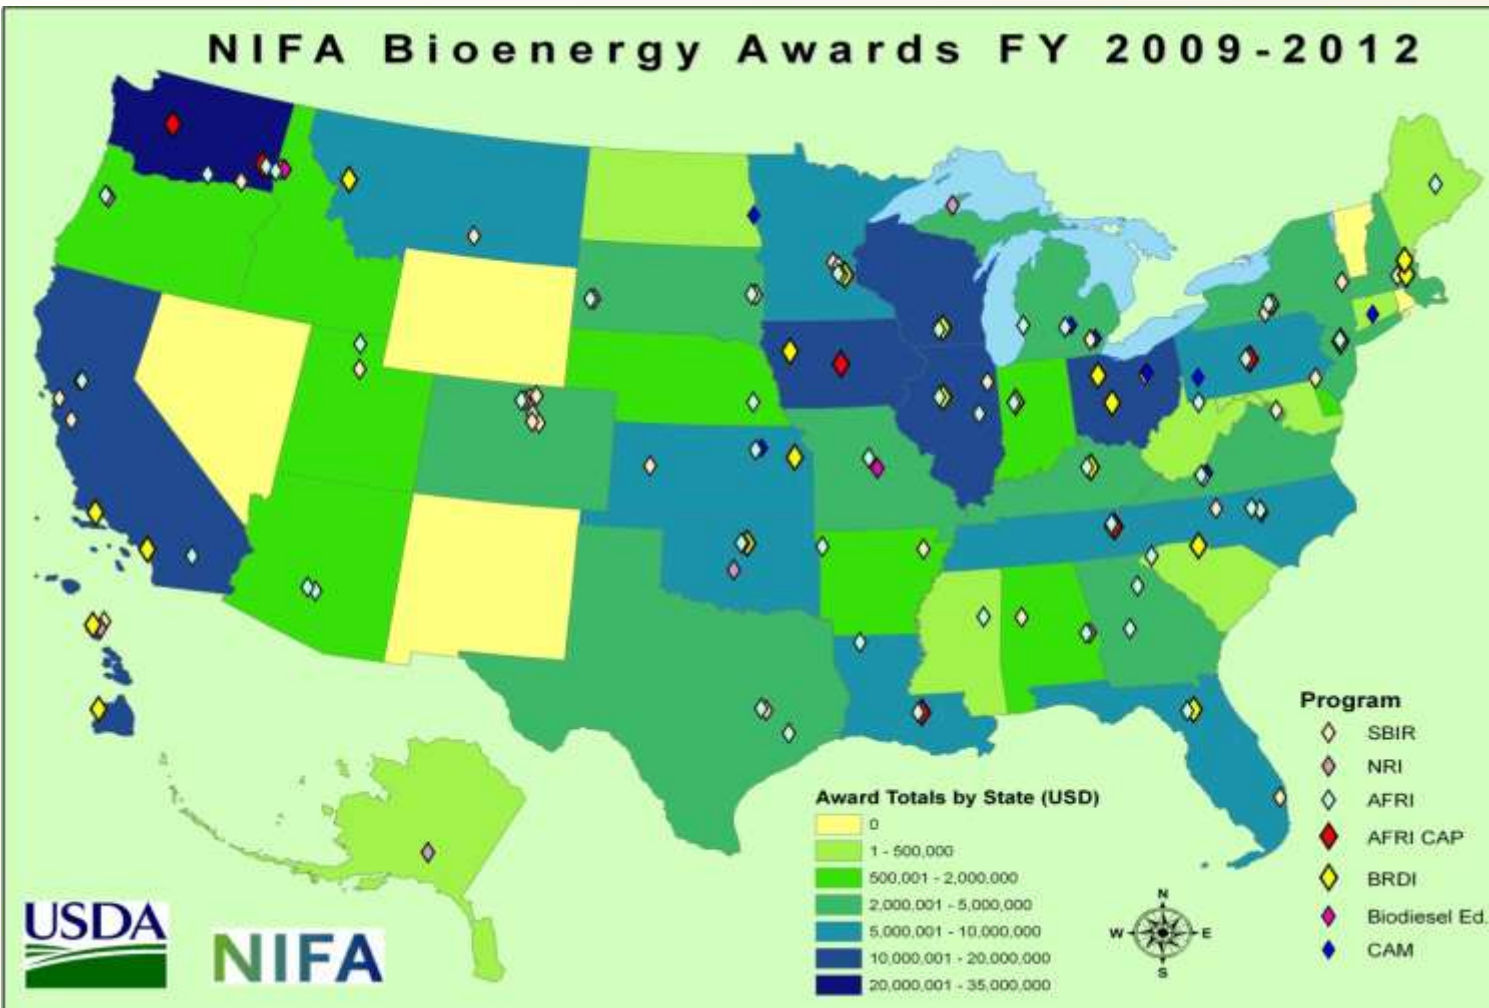 NIFA Bioenergy Awards FY 2009-2012
Program
SBIR
NRI
AFRI
AFRI CAP
BRDI
Biodiesel Ed.
CAM
Award Totals by State (USD)
0
1 - 500,000
500,001 - 2,000,000
2,000,001 - 5,000,000
5,000,001 - 10,000,000
10,000,001 - 20,000,000
20,000,001 - 35,000,000
N
W E
S
USDA
NIFA